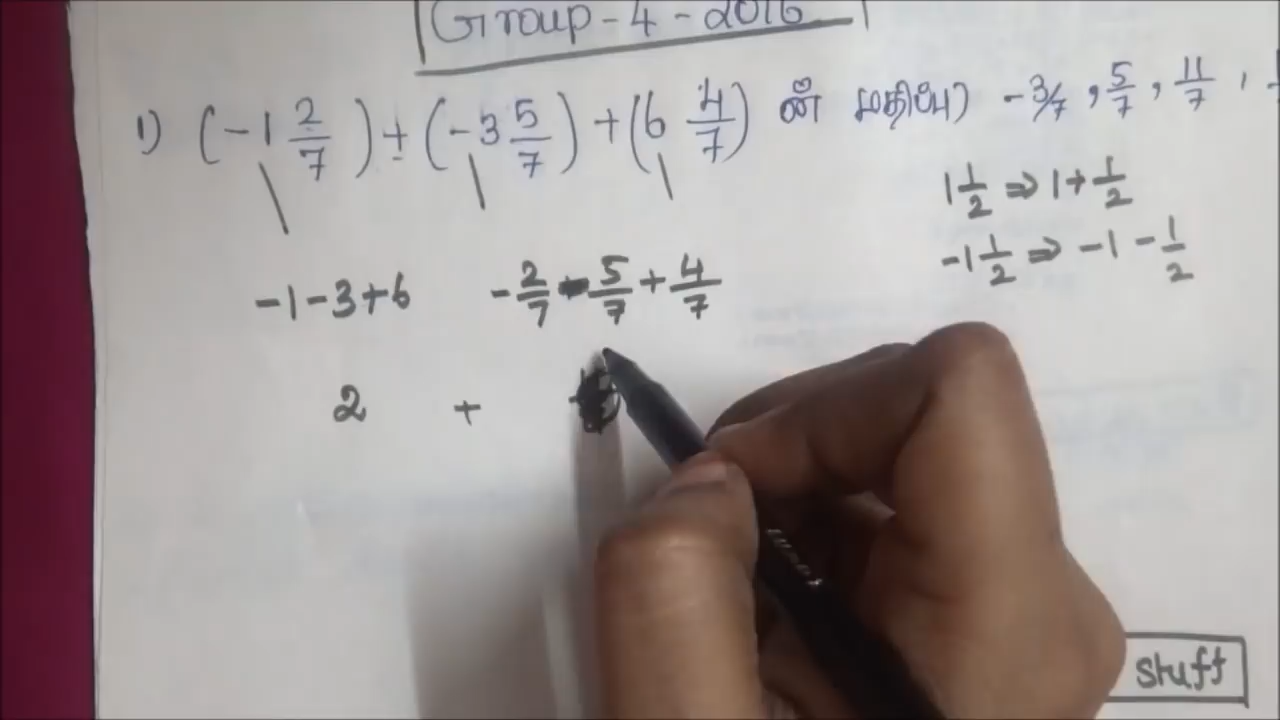 Group - 4 - 2016
1) (-1 2/7) + (-3 5/7) + (6 4/7) ன் மதிப்பு) -3/7, 5/7, 11/7,
1 1/2 ⇒ 1 + 1/2
-1 1/2 ⇒ -1 - 1/2
-1-3+6 -2/7 - 5/7 + 4/7
2 +
stuff